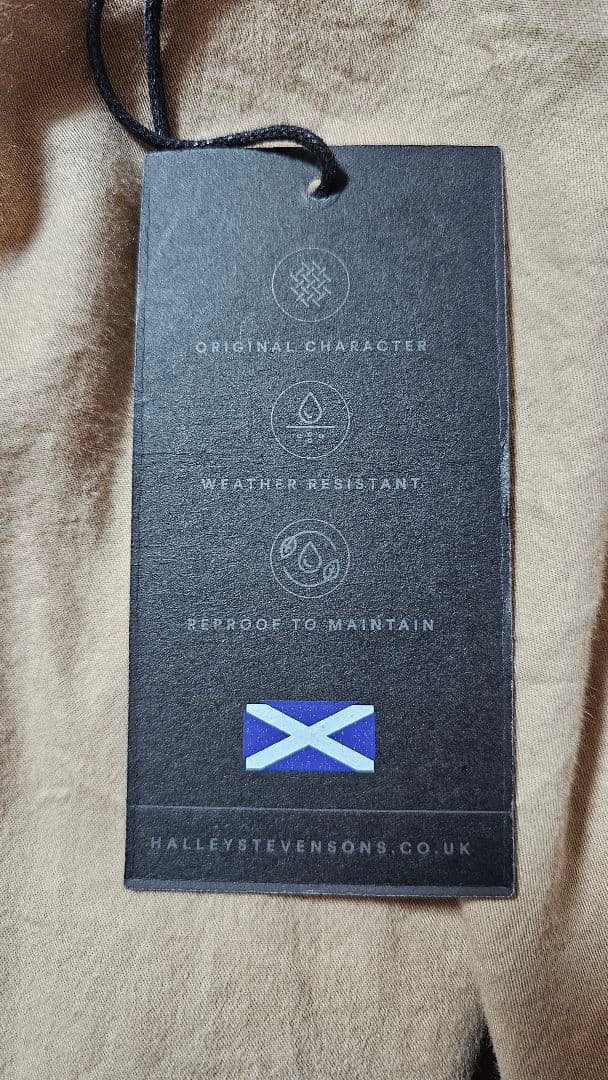 ORIGINAL CHARACTER
WEATHER RESISTANT
REPROOF TO MAINTAIN
HALLEYSTEVENSONS.CO.UK